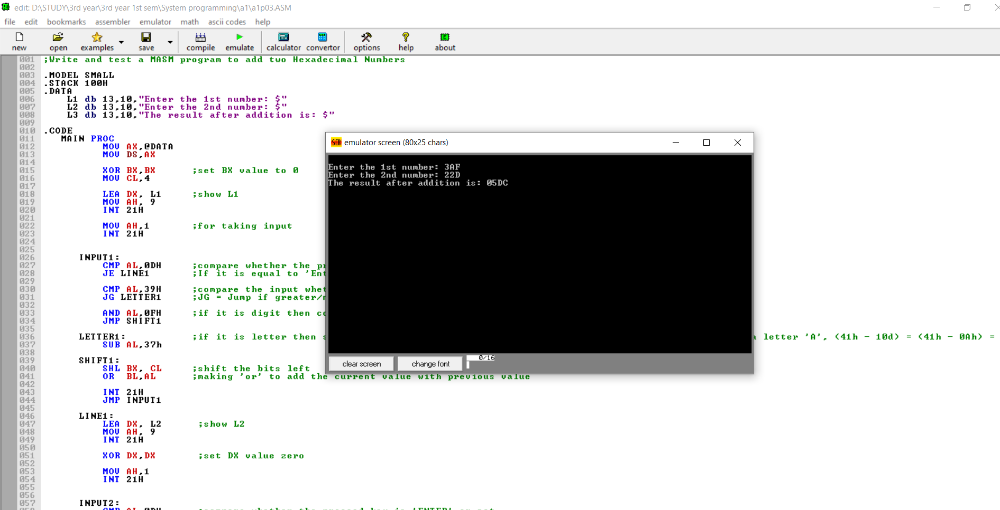 edit: D:\STUDY\3rd year\3rd year 1st sem\System programming\a1\a1p03.ASM
file edit bookmarks assembler emulator math ascii codes help
new open examples save compile emulate calculator convertor options help about
001 ;Write and test a MASM program to add two Hexadecimal Numbers
002
003 .MODEL SMALL
004 .STACK 100H
005 .DATA
006 L1 db 13,10,"Enter the 1st number: $"
007 L2 db 13,10,"Enter the 2nd number: $"
008 L3 db 13,10,"The result after addition is: $"
009
010 .CODE
011 MAIN PROC
012 MOV AX,@DATA
013 MOV DS,AX
014
015 XOR BX,BX ;set BX value to 0
016 MOV CL,4
017
018 LEA DX, L1 ;show L1
019 MOV AH, 9
020 INT 21H
021
022 MOV AH,1 ;for taking input
023 INT 21H
024
025
026 INPUT1:
027 CMP AL,0DH ;compare whether the
028 JE LINE1 ;If it is equal to
029
030 CMP AL,39H ;compare the input
031 JG LETTER1 ;JG = Jump if greater/
032
033 AND AL,0FH ;if it is digit then
034 JMP SHIFT1
035
036 LETTER1: ;if it is letter then letter 'A', (41h - 10d) = (41h - 0Ah) =
037 SUB AL,37h
038
039 SHIFT1:
040 SHL BX, CL ;shift the bits left
041 OR BL,AL ;making 'or' to add the current value with previous value
042
043 INT 21H
044 JMP INPUT1
045
046 LINE1:
047 LEA DX, L2 ;show L2
048 MOV AH, 9
049 INT 21H
050
051 XOR DX,DX ;set DX value zero
052
053 MOV AH,1
054 INT 21H
055
056
057 INPUT2:
emulator screen (80x25 chars)
Enter the 1st number: 3AF
Enter the 2nd number: 22D
The result after addition is: 05DC
clear screen change font 0/16